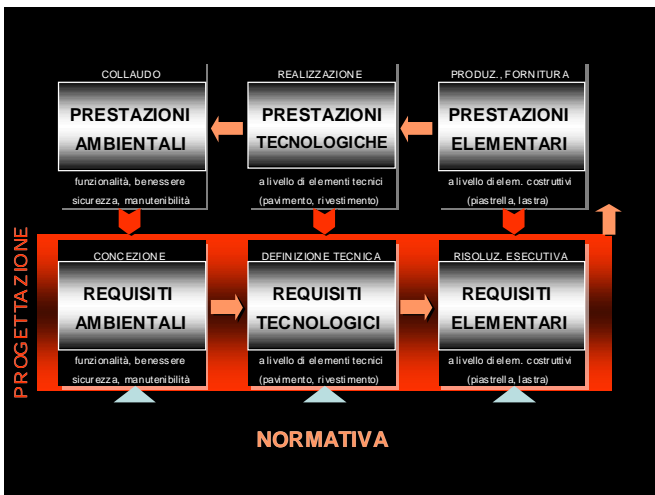 COLLAUDO
PRESTAZIONI
AMBIENTALI
funzionalità, benessere
sicurezza, manutenibilità
REALIZZAZIONE
PRESTAZIONI
TECNOLOGICHE
a livello di elementi tecnici
(pavimento, rivestimento)
PRODUZ., FORNITURA
PRESTAZIONI
ELEMENTARI
a livello di elem. costruttivi
(piastrella, lastra)
PROGETTAZIONE
CONCEZIONE
REQUISITI
AMBIENTALI
funzionalità, benessere
sicurezza, manutenibilità
DEFINIZIONE TECNICA
REQUISITI
TECNOLOGICI
a livello di elementi tecnici
(pavimento, rivestimento)
RISOLUZ. ESECUTIVA
REQUISITI
ELEMENTARI
a livello di elem. costruttivi
(piastrella, lastra)
NORMATIVA